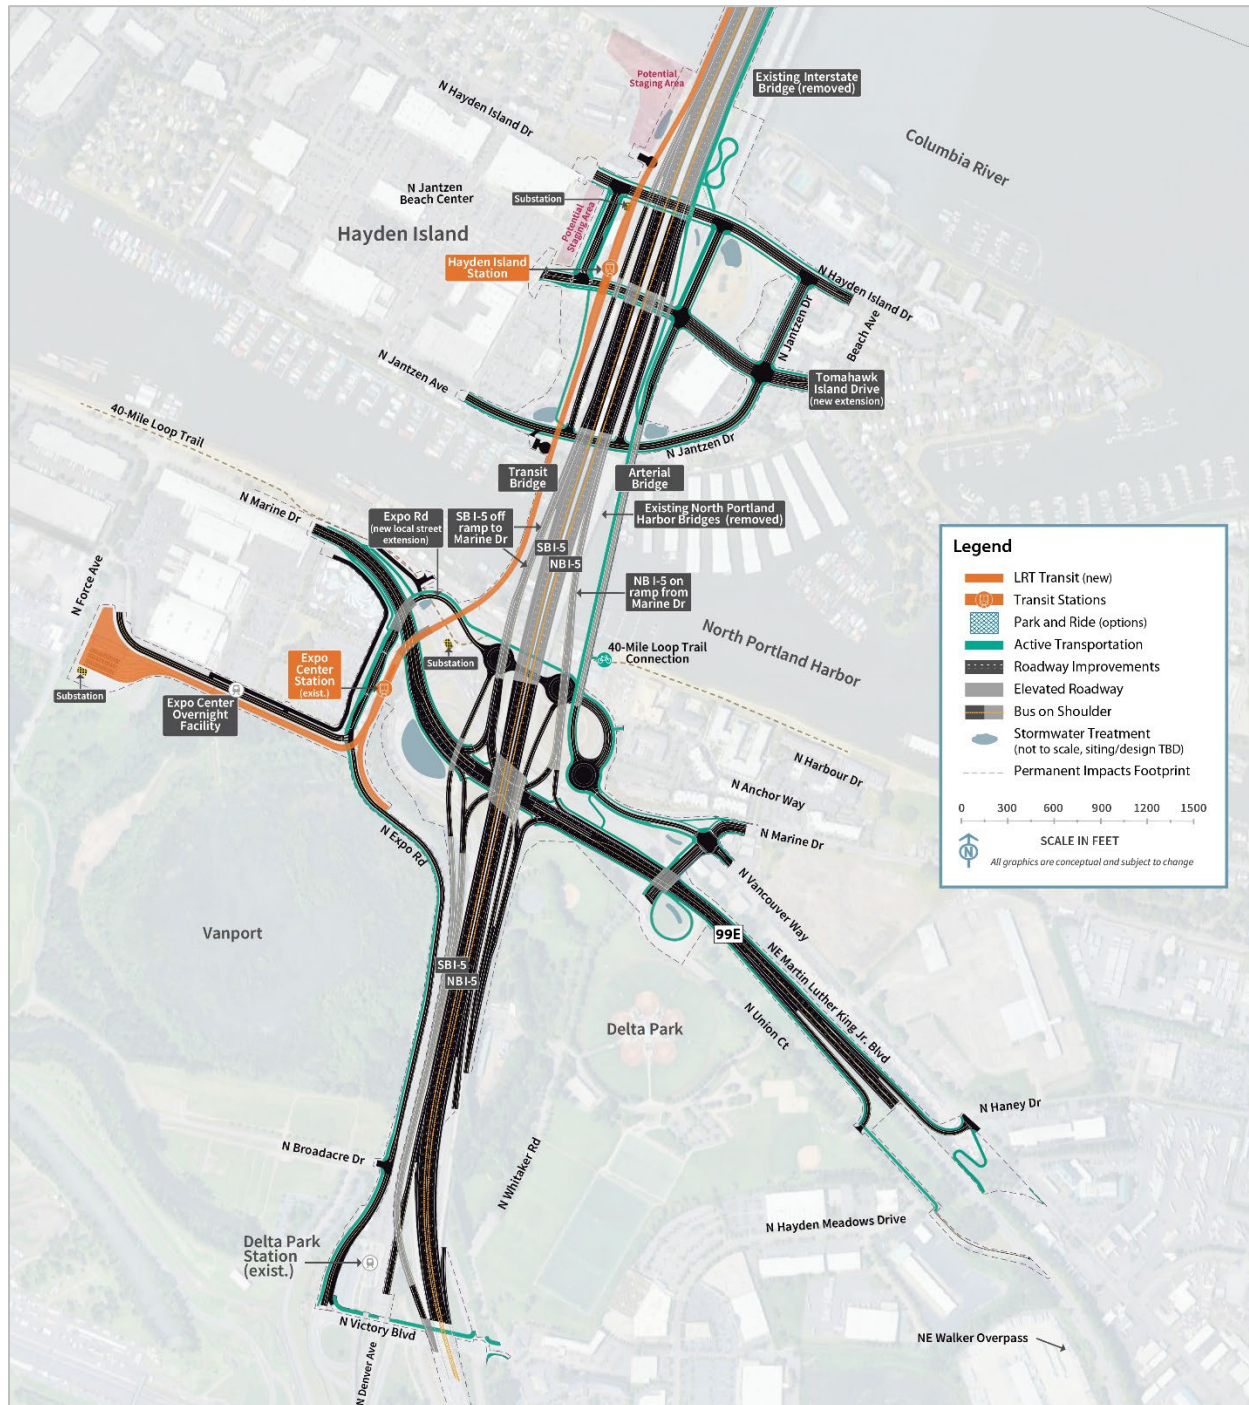 Potential
Staging Area
Existing Interstate
Bridge (removed)
N Hayden Island Dr
Columbia River
N Jantzen
Beach Center
Substation
Potential
Staging Area
Hayden Island
Hayden Island
Station
N Hayden Island Dr
N Jantzen Dr
Beach Ave
N Jantzen Ave
Tomahawk
Island Drive
(new extension)
40-Mile Loop Trail
N Jantzen Dr
Transit
Bridge
Arterial
Bridge
N Marine Dr
Expo Rd
(new local street
extension)
SB I-5 off
ramp to
Marine Dr
Existing North Portland
Harbor Bridges (removed)
SB I-5
NB I-5
NB I-5 on
ramp from
Marine Dr
N Force Ave
North Portland Harbor
40-Mile Loop Trail
Connection
Substation
Expo
Center
Station
(exist.)
Substation
Expo Center
Overnight
Facility
N Harbour Dr
N Anchor Way
N Marine Dr
N Expo Rd
N Vancouver Way
Vanport
99E
NE Martin Luther King Jr. Blvd
SB I-5
NB I-5
Delta Park
N Union Ct
N Haney Dr
N Broadacre Dr
N Whitaker Rd
N Hayden Meadows Drive
Delta Park
Station
(exist.)
N Victory Blvd
N Denver Ave
NE Walker Overpass
Legend
LRT Transit (new)
Transit Stations
Park and Ride (options)
Active Transportation
Roadway Improvements
Elevated Roadway
Bus on Shoulder
Stormwater Treatment
(not to scale, siting/design TBD)
Permanent Impacts Footprint
0 300 600 900 1200 1500
SCALE IN FEET
N
All graphics are conceptual and subject to change